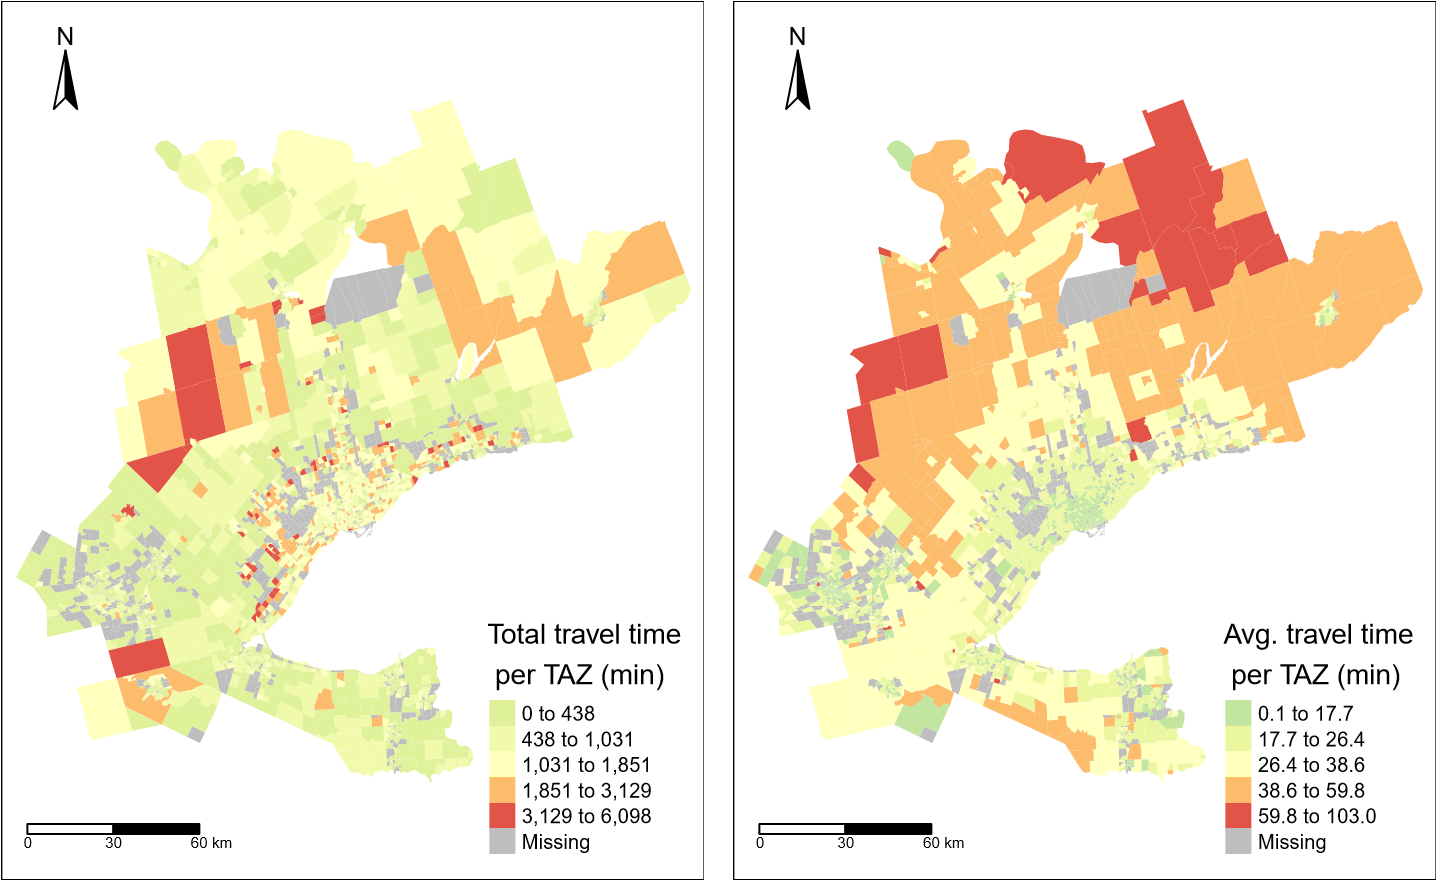 N
Total travel time
per TAZ (min)
0 to 438
438 to 1,031
1,031 to 1,851
1,851 to 3,129
3,129 to 6,098
Missing
0 30 60 km
N
Avg. travel time
per TAZ (min)
0.1 to 17.7
17.7 to 26.4
26.4 to 38.6
38.6 to 59.8
59.8 to 103.0
Missing
0 30 60 km